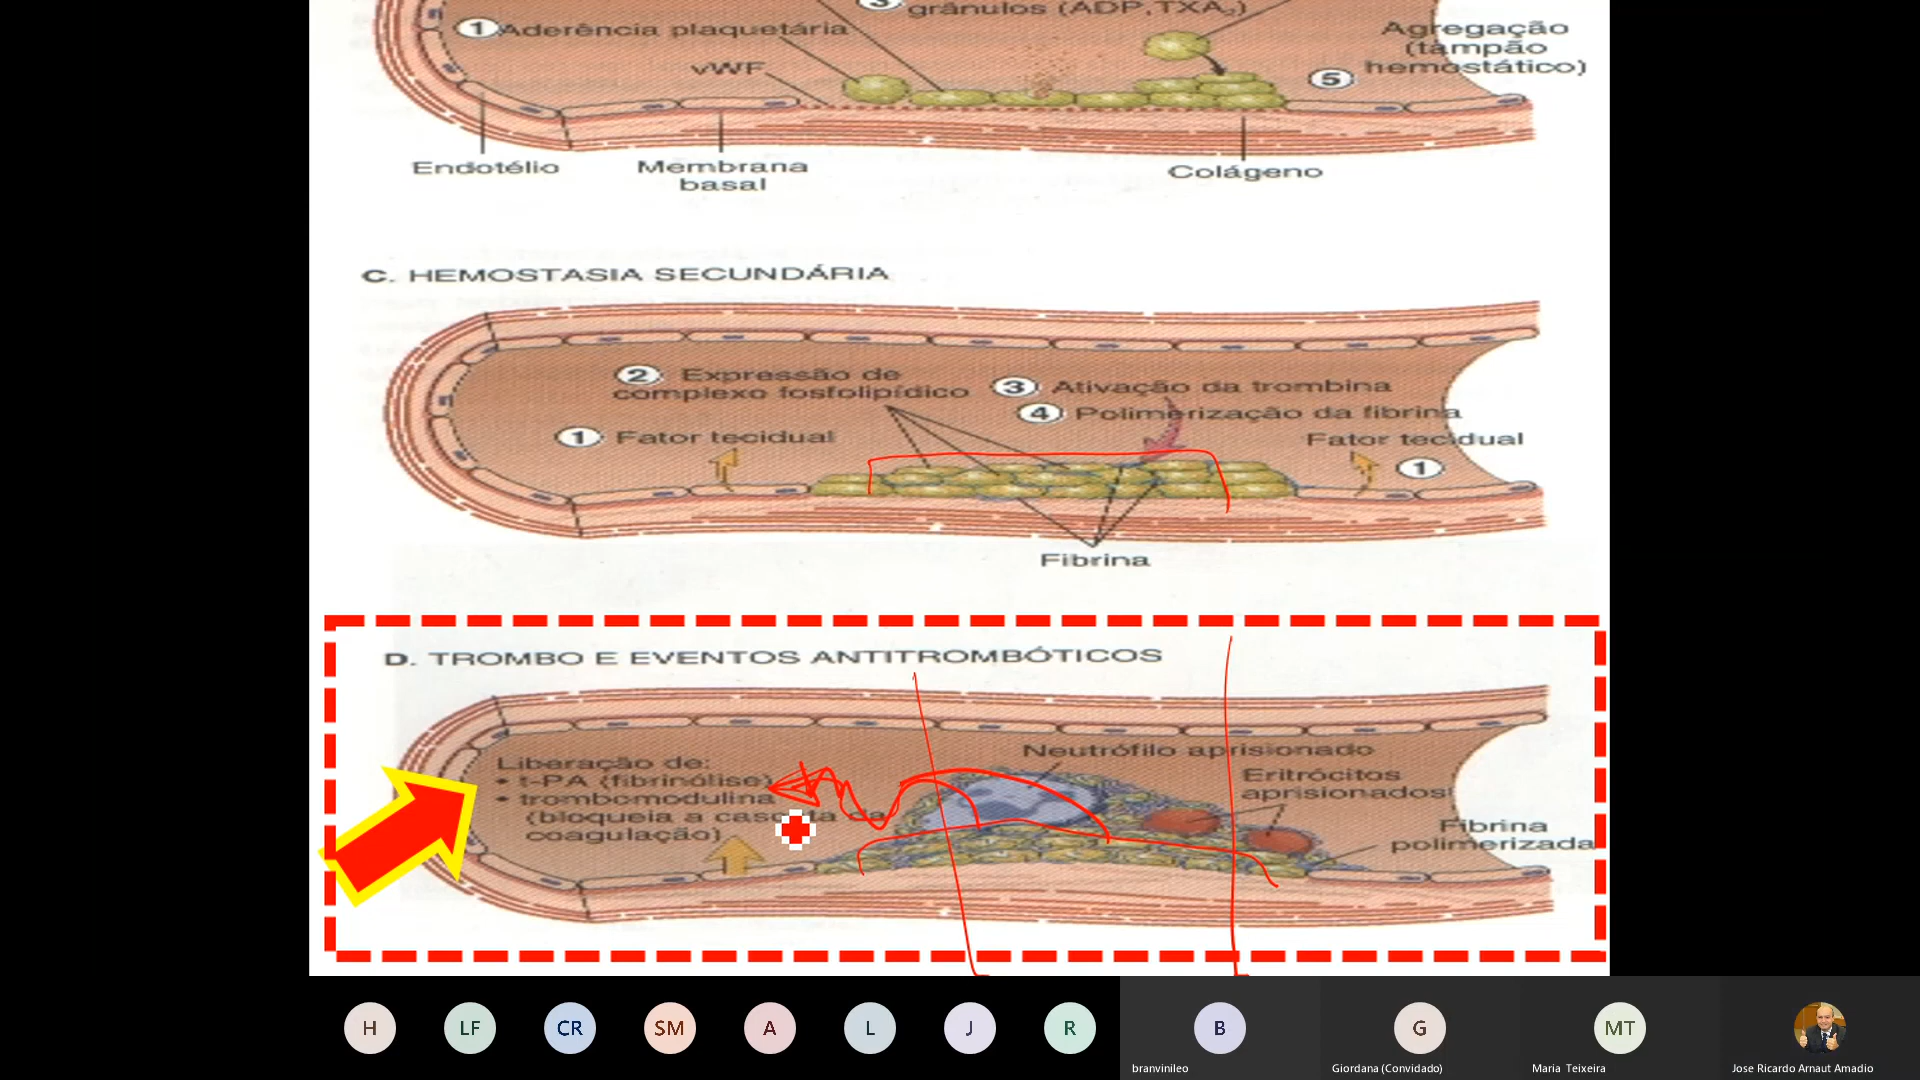 3 grânulos (ADP,TXA₂)
1 Aderência plaquetária
vWF
Agregação
(tampão
hemostático)
5
Endotélio
Membrana
basal
Colágeno
C. HEMOSTASIA SECUNDÁRIA
2 Expressão de
complexo fosfolipídico
3 Ativação da trombina
4 Polimerização da fibrina
1 Fator tecidual
Fator tecidual
1
Fibrina
D. TROMBO E EVENTOS ANTITROMBÓTICOS
Liberação de:
• t-PA (fibrinólise)
• trombomodulina
(bloqueia a cascata da
coagulação)
Neutrófilo aprisionado
Eritrócitos
aprisionados
Fibrina
polimerizada
H
LF
CR
SM
A
L
J
R
B
G
MT
branvinileo
Giordana (Convidado)
Maria Teixeira
Jose Ricardo Arnaut Amadio